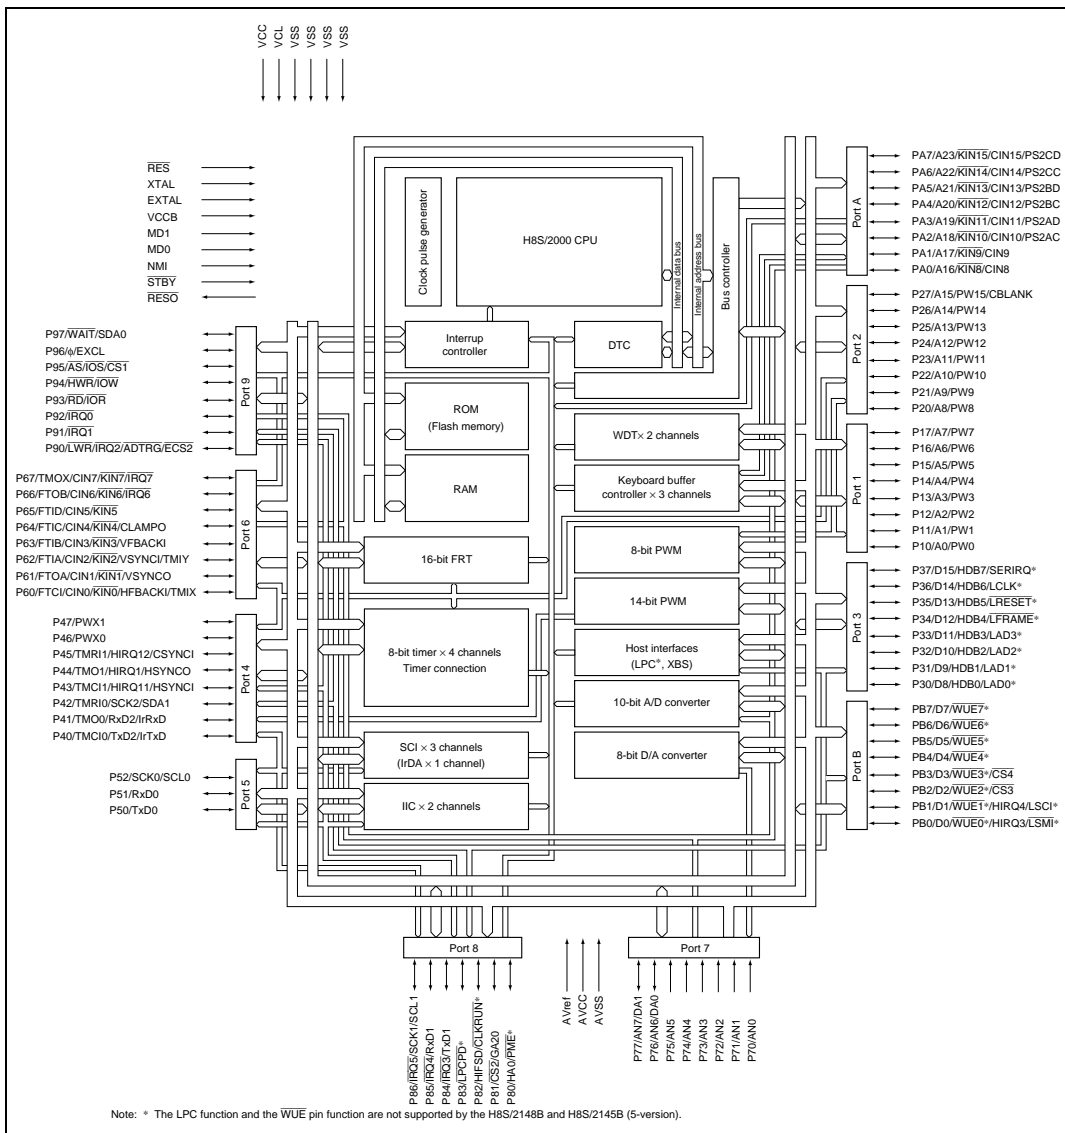 VCC
VCL
VSS
VSS
VSS
VSS
RES
XTAL
EXTAL
VCCB
MD1
MD0
NMI
STBY
RESO
Clock pulse generator
H8S/2000 CPU
Internal data bus
Internal address bus
Bus controller
Interrup
controller
DTC
ROM
(Flash memory)
RAM
WDT× 2 channels
Keyboard buffer
controller × 3 channels
16-bit FRT
8-bit PWM
14-bit PWM
8-bit timer × 4 channels
Timer connection
Host interfaces
(LPC*, XBS)
10-bit A/D converter
SCI × 3 channels
(IrDA × 1 channel)
8-bit D/A converter
IIC × 2 channels
Port 9
P97/WAIT/SDA0
P96/ϕ/EXCL
P95/AS/IOS/CS1
P94/HWR/IOW
P93/RD/IOR
P92/IRQ0
P91/IRQ1
P90/LWR/IRQ2/ADTRG/ECS2
Port 6
P67/TMOX/CIN7/KIN7/IRQ7
P66/FTOB/CIN6/KIN6/IRQ6
P65/FTID/CIN5/KIN5
P64/FTIC/CIN4/KIN4/CLAMPO
P63/FTIB/CIN3/KIN3/VFBACKI
P62/FTIA/CIN2/KIN2/VSYNCI/TMIY
P61/FTOA/CIN1/KIN1/VSYNCO
P60/FTCI/CIN0/KIN0/HFBACKI/TMIX
Port 4
P47/PWX1
P46/PWX0
P45/TMRI1/HIRQ12/CSYNCI
P44/TMO1/HIRQ1/HSYNCO
P43/TMCI1/HIRQ11/HSYNCI
P42/TMRI0/SCK2/SDA1
P41/TMO0/RxD2/IrRxD
P40/TMCI0/TxD2/IrTxD
Port 5
P52/SCK0/SCL0
P51/RxD0
P50/TxD0
Port A
PA7/A23/KIN15/CIN15/PS2CD
PA6/A22/KIN14/CIN14/PS2CC
PA5/A21/KIN13/CIN13/PS2BD
PA4/A20/KIN12/CIN12/PS2BC
PA3/A19/KIN11/CIN11/PS2AD
PA2/A18/KIN10/CIN10/PS2AC
PA1/A17/KIN9/CIN9
PA0/A16/KIN8/CIN8
Port 2
P27/A15/PW15/CBLANK
P26/A14/PW14
P25/A13/PW13
P24/A12/PW12
P23/A11/PW11
P22/A10/PW10
P21/A9/PW9
P20/A8/PW8
Port 1
P17/A7/PW7
P16/A6/PW6
P15/A5/PW5
P14/A4/PW4
P13/A3/PW3
P12/A2/PW2
P11/A1/PW1
P10/A0/PW0
Port 3
P37/D15/HDB7/SERIRQ*
P36/D14/HDB6/LCLK*
P35/D13/HDB5/LRESET*
P34/D12/HDB4/LFRAME*
P33/D11/HDB3/LAD3*
P32/D10/HDB2/LAD2*
P31/D9/HDB1/LAD1*
P30/D8/HDB0/LAD0*
Port B
PB7/D7/WUE7*
PB6/D6/WUE6*
PB5/D5/WUE5*
PB4/D4/WUE4*
PB3/D3/WUE3*/CS4
PB2/D2/WUE2*/CS3
PB1/D1/WUE1*/HIRQ4/LSCI*
PB0/D0/WUE0*/HIRQ3/LSMI*
Port 8
P86/IRQ5/SCK1/SCL1
P85/IRQ4/RxD1
P84/IRQ3/TxD1
P83/LPCPD*
P82/HIFSD/CLKRUN*
P81/CS2/GA20
P80/HA0/PME*
AVref
AVCC
AVSS
Port 7
P77/AN7/DA1
P76/AN6/DA0
P75/AN5
P74/AN4
P73/AN3
P72/AN2
P71/AN1
P70/AN0
Note: * The LPC function and the WUE pin function are not supported by the H8S/2148B and H8S/2145B (5-version).